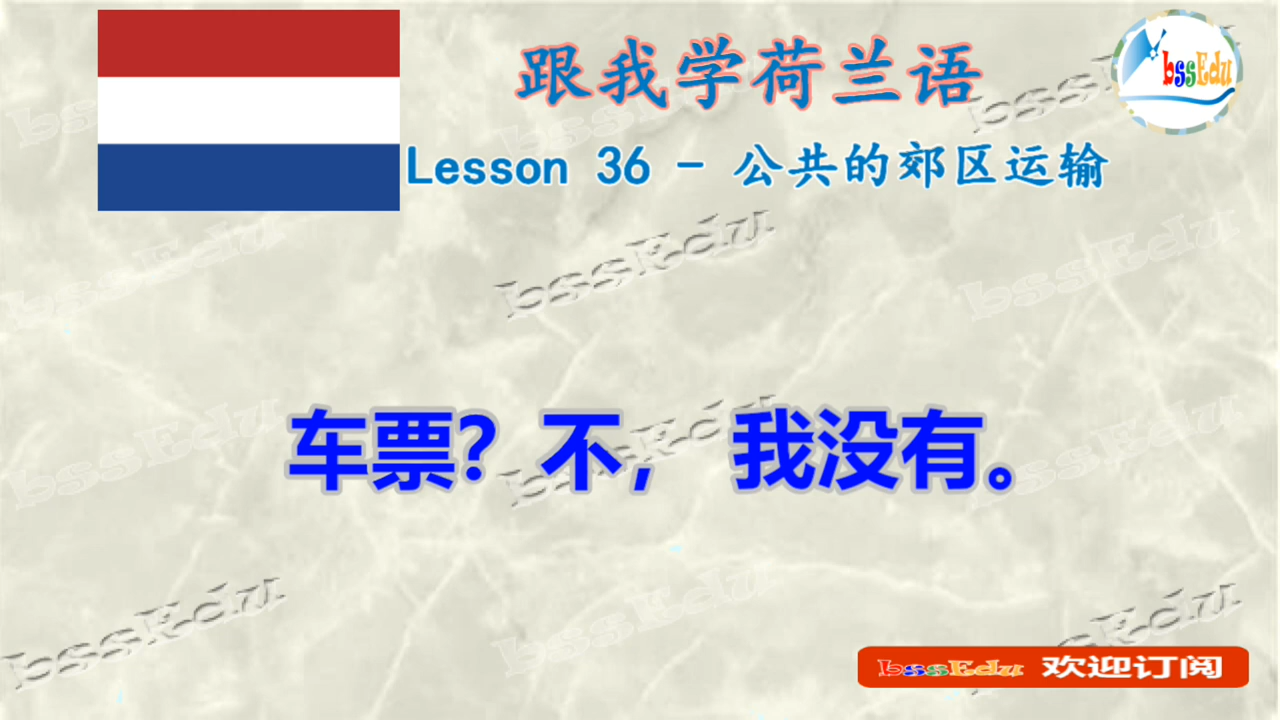 跟我学荷兰语
bssEdu
Lesson 36 - 公共的郊区运输
车票？不， 我没有。
bssEdu 欢迎订阅